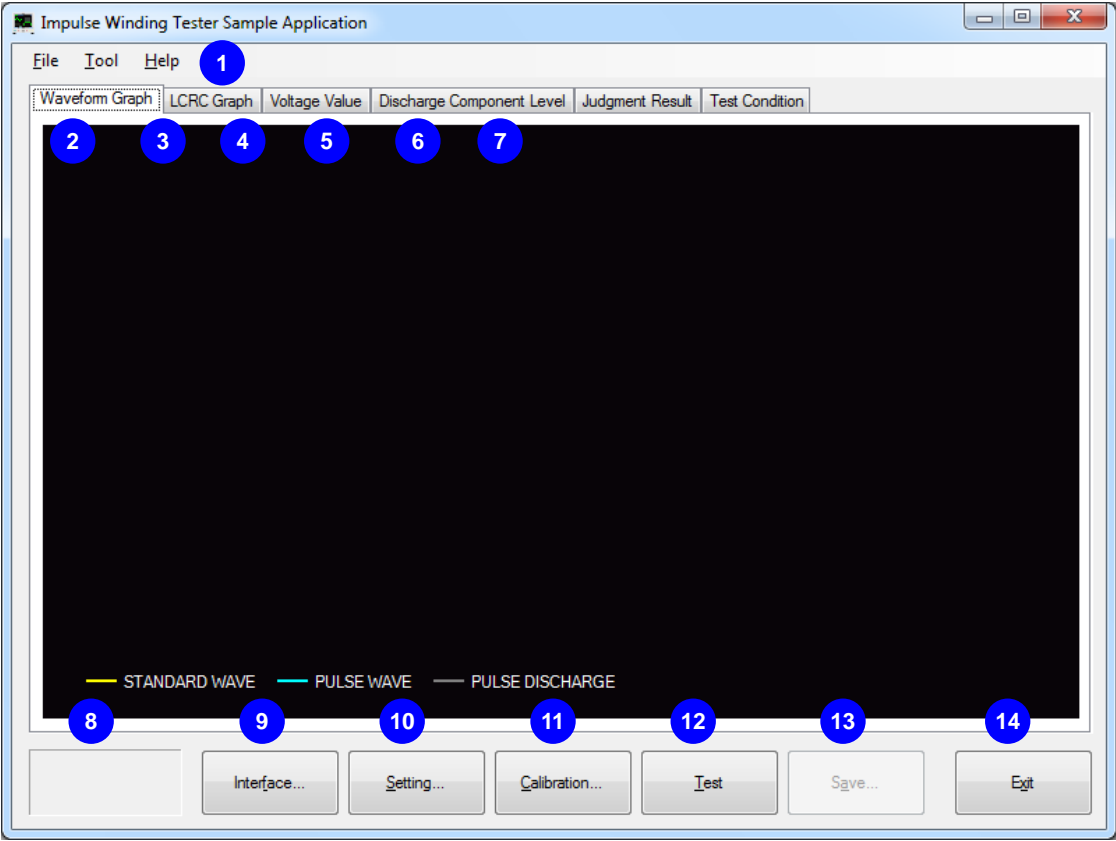 Impulse Winding Tester Sample Application
File Tool Help 1
Waveform Graph LCRC Graph Voltage Value Discharge Component Level Judgment Result Test Condition
2 3 4 5 6 7
STANDARD WAVE PULSE WAVE PULSE DISCHARGE
8 9 10 11 12 13 14
Interface... Setting... Calibration... Test Save... Exit